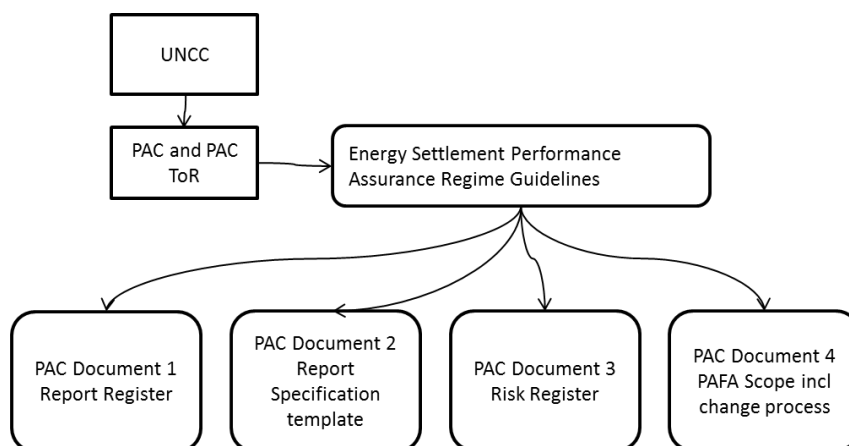 UNCC
PAC and PAC
ToR
Energy Settlement Performance
Assurance Regime Guidelines
PAC Document 1
Report Register
PAC Document 2
Report
Specification
template
PAC Document 3
Risk Register
PAC Document 4
PAFA Scope incl
change process